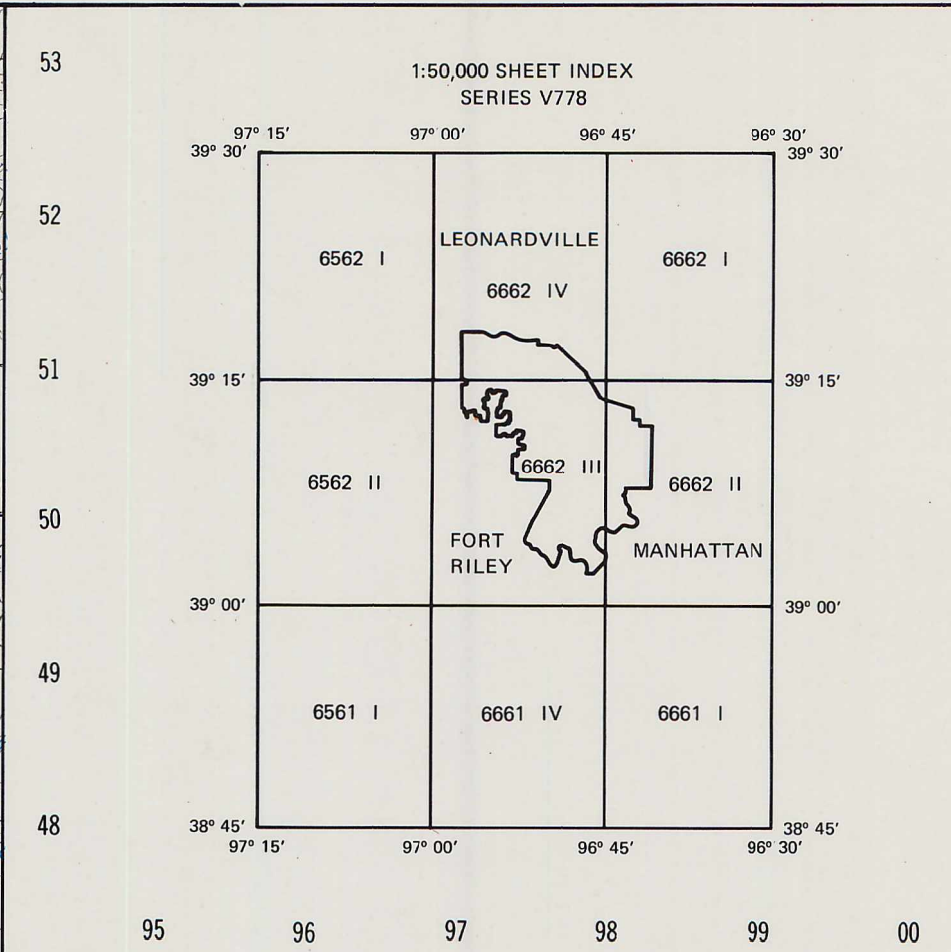 53
1:50,000 SHEET INDEX
SERIES V778
97° 15′ 97° 00′ 96° 45′ 96° 30′
39° 30′ 39° 30′
52
LEONARDVILLE
6562 I 6662 I
6662 IV
51
39° 15′ 39° 15′
6662 III
6562 II 6662 II
50
FORT
RILEY
MANHATTAN
39° 00′ 39° 00′
49
6561 I 6661 IV 6661 I
48
38° 45′ 38° 45′
97° 15′ 97° 00′ 96° 45′ 96° 30′
95 96 97 98 99 00